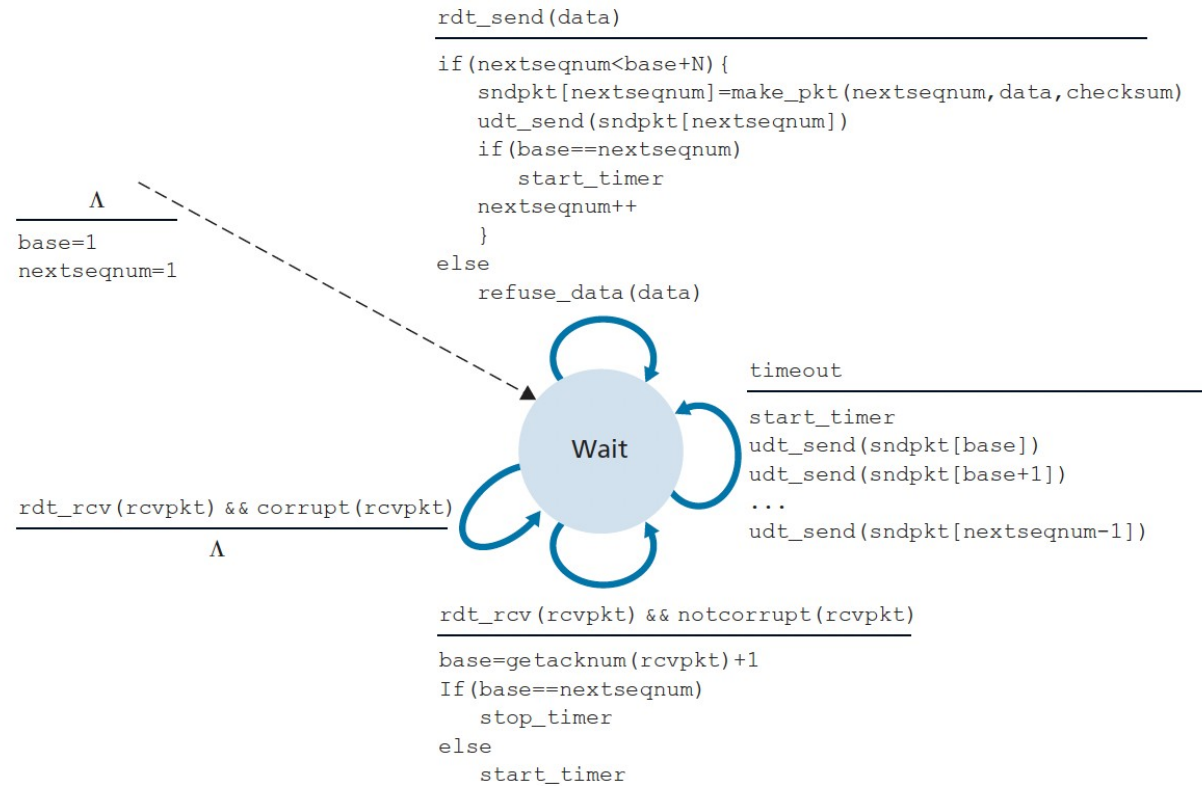 rdt_send(data)
if(nextseqnum<base+N){
sndpkt[nextseqnum]=make_pkt(nextseqnum,data,checksum)
udt_send(sndpkt[nextseqnum])
if(base==nextseqnum)
start_timer
nextseqnum++
}
else
refuse_data(data)
Λ
base=1
nextseqnum=1
Wait
timeout
start_timer
udt_send(sndpkt[base])
udt_send(sndpkt[base+1])
...
udt_send(sndpkt[nextseqnum-1])
rdt_rcv(rcvpkt) && corrupt(rcvpkt)
Λ
rdt_rcv(rcvpkt) && notcorrupt(rcvpkt)
base=getacknum(rcvpkt)+1
If(base==nextseqnum)
stop_timer
else
start_timer